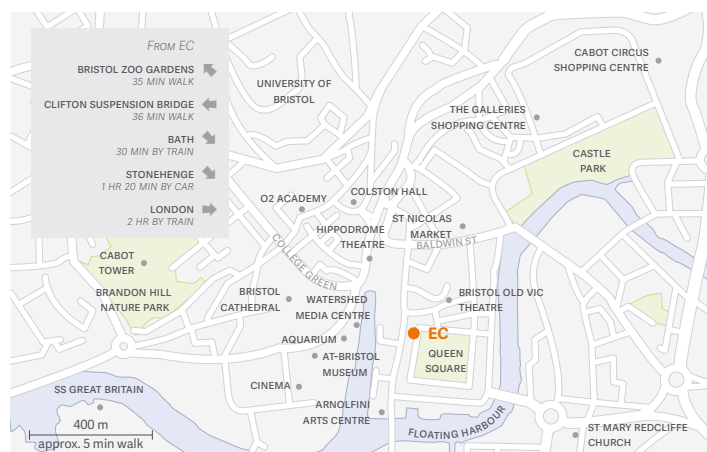 FROM EC
BRISTOL ZOO GARDENS
35 MIN WALK
CLIFTON SUSPENSION BRIDGE
36 MIN WALK
BATH
30 MIN BY TRAIN
STONEHENGE
1 HR 20 MIN BY CAR
LONDON
2 HR BY TRAIN
UNIVERSITY OF
BRISTOL
CABOT CIRCUS
SHOPPING CENTRE
THE GALLERIES
SHOPPING CENTRE
CASTLE
PARK
O2 ACADEMY
COLSTON HALL
HIPPODROME
THEATRE
ST NICOLAS
MARKET
BALDWIN ST
COLLEGE GREEN
CABOT
TOWER
BRANDON HILL
NATURE PARK
BRISTOL
CATHEDRAL
WATERSHED
MEDIA CENTRE
BRISTOL OLD VIC
THEATRE
AQUARIUM
EC
AT-BRISTOL
MUSEUM
QUEEN
SQUARE
CINEMA
SS GREAT BRITAIN
ARNOLFINI
ARTS CENTRE
FLOATING HARBOUR
ST MARY REDCLIFFE
CHURCH
400 m
approx. 5 min walk